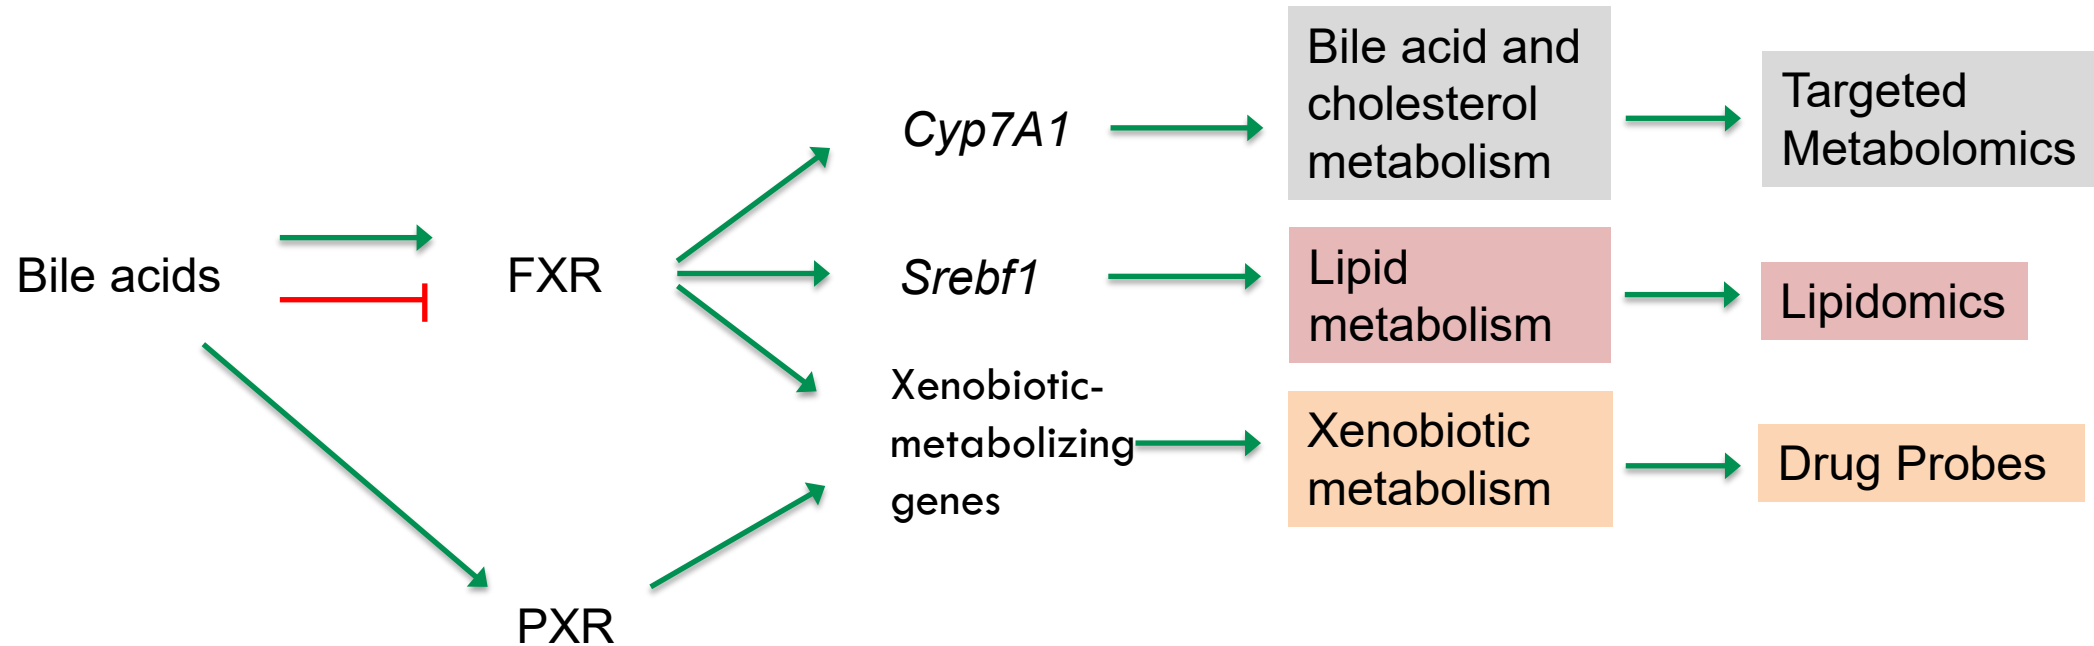 Bile acids
FXR
PXR
Cyp7A1
Srebf1
Xenobiotic-
metabolizing
genes
Bile acid and
cholesterol
metabolism
Lipid
metabolism
Xenobiotic
metabolism
Targeted
Metabolomics
Lipidomics
Drug Probes